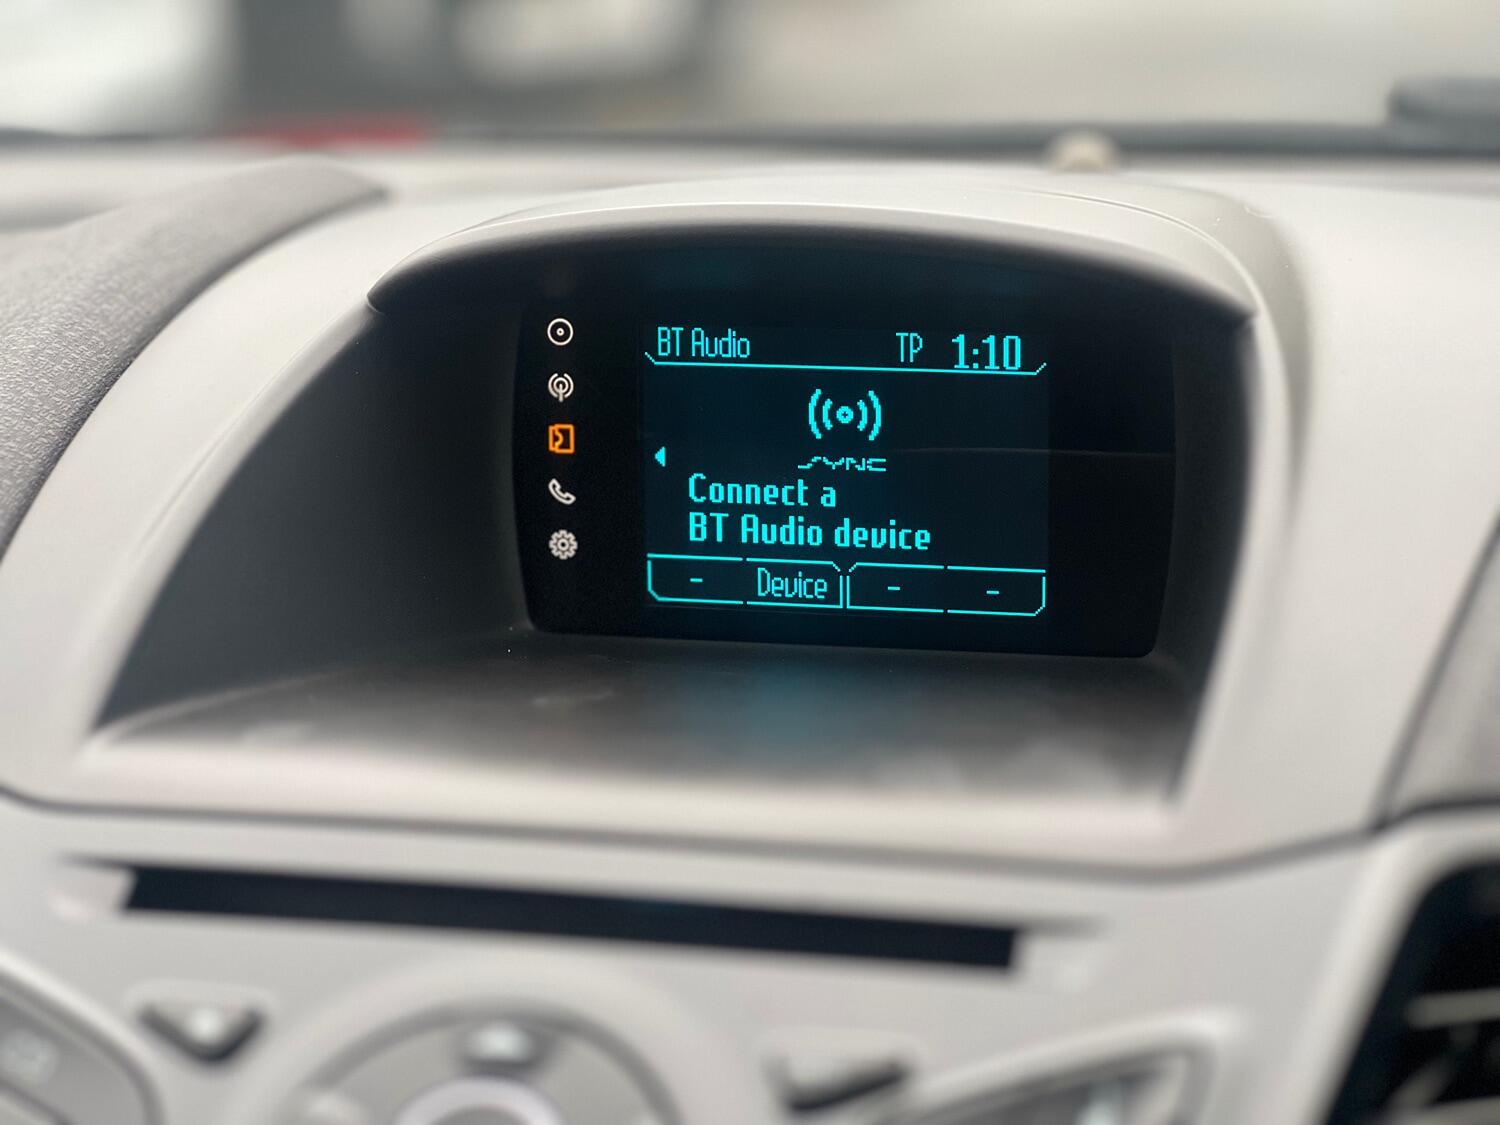 BT Audio TP 1:10
SYNC
Connect a
BT Audio device
- Device - -